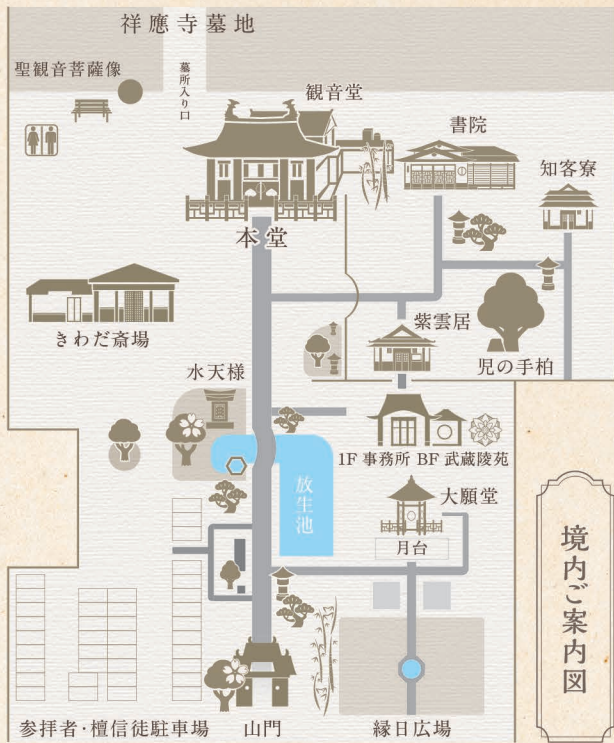 祥應寺墓地
聖観音菩薩像
墓所入り口
観音堂
書院
知客寮
本堂
きわだ斎場
紫雲居
児の手柏
水天様
1F 事務所 BF 武蔵陵苑
放生池
大願堂
月台
境内ご案内図
参拝者・檀信徒駐車場
山門
縁日広場